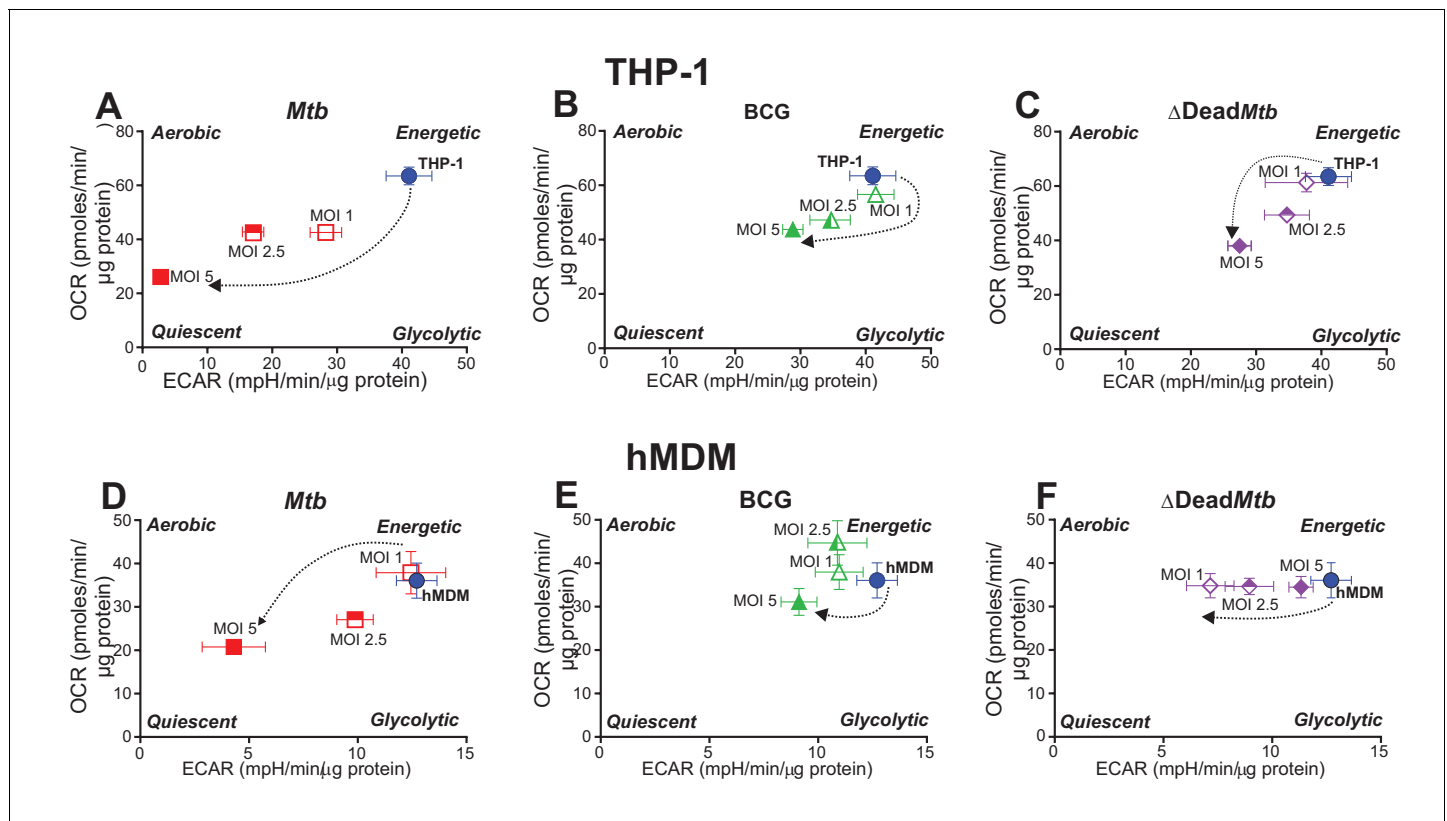 THP-1
A
Mtb
Aerobic
Energetic
THP-1
MOI 1
MOI 2.5
MOI 5
Quiescent
Glycolytic
80
60
40
20
0
0 10 20 30 40 50
OCR (pmoles/min/
µg protein)
ECAR (mpH/min/µg protein)
B
BCG
Aerobic
Energetic
THP-1
MOI 1
MOI 2.5
MOI 5
Quiescent
Glycolytic
80
60
40
20
0
0 10 20 30 40 50
OCR (pmoles/min/
µg protein)
ECAR (mpH/min/µg protein)
C
ΔDeadMtb
Aerobic
Energetic
THP-1
MOI 1
MOI 2.5
MOI 5
Quiescent
Glycolytic
80
60
40
20
0
0 10 20 30 40 50
OCR (pmoles/min/
µg protein)
ECAR (mpH/min/µg protein)
hMDM
D
Mtb
Aerobic
Energetic
MOI 1
hMDM
MOI 5
MOI 2.5
Quiescent
Glycolytic
50
40
30
20
10
0
0 5 10 15
OCR (pmoles/min/
µg protein)
ECAR (mpH/min/µg protein)
E
BCG
Aerobic
Energetic
MOI 2.5
MOI 1
hMDM
MOI 5
Quiescent
Glycolytic
50
40
30
20
10
0
0 5 10 15
OCR (pmoles/min/
µg protein)
ECAR (mpH/min/µg protein)
F
ΔDeadMtb
Aerobic
Energetic
MOI 5
MOI 1
MOI 2.5
hMDM
Quiescent
Glycolytic
50
40
30
20
10
0
0 5 10 15
OCR (pmoles/min/
µg protein)
ECAR (mpH/min/µg protein)